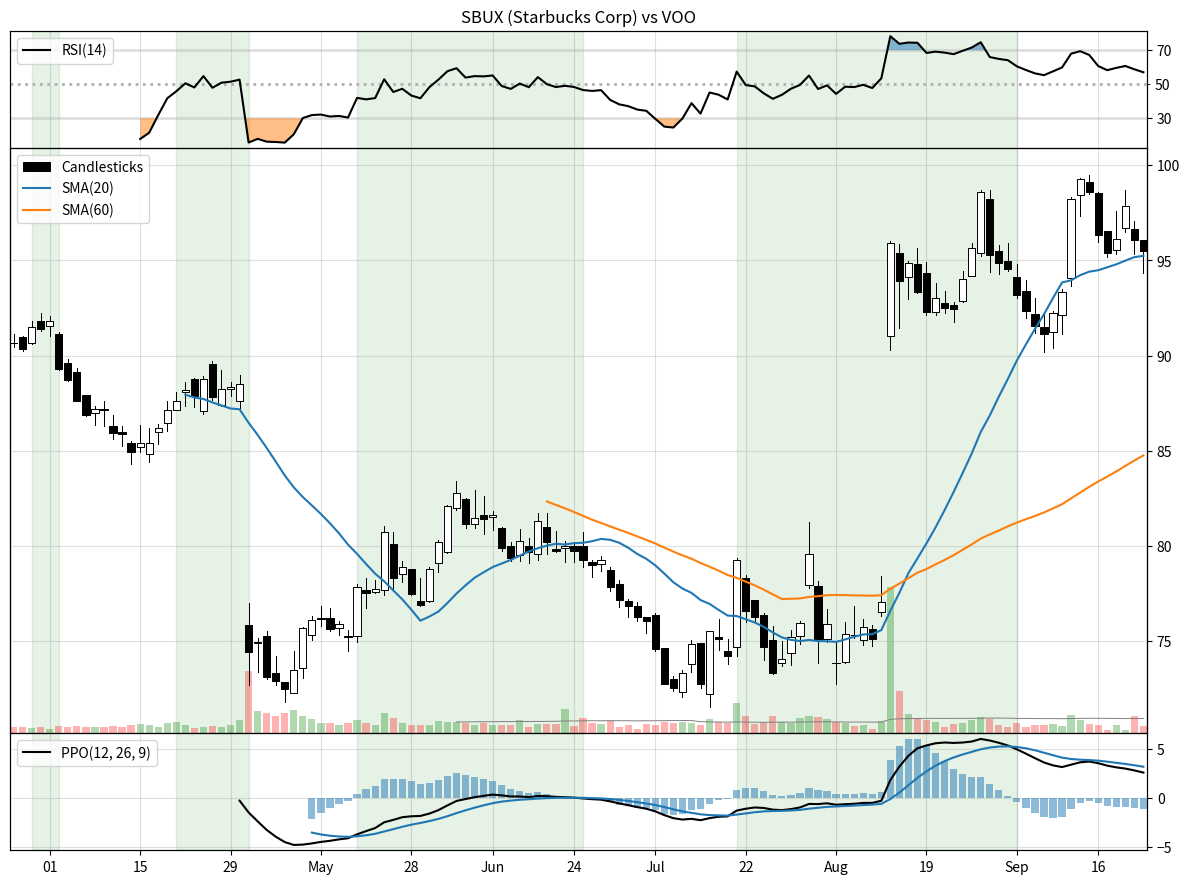 SBUX (Starbucks Corp) vs VOO
RSI(14)
70
50
30
Candlesticks
SMA(20)
SMA(60)
100
95
90
85
80
75
PPO(12, 26, 9)
5
0
−5
01 15 29 May 28 Jun 24 Jul 22 Aug 19 Sep 16